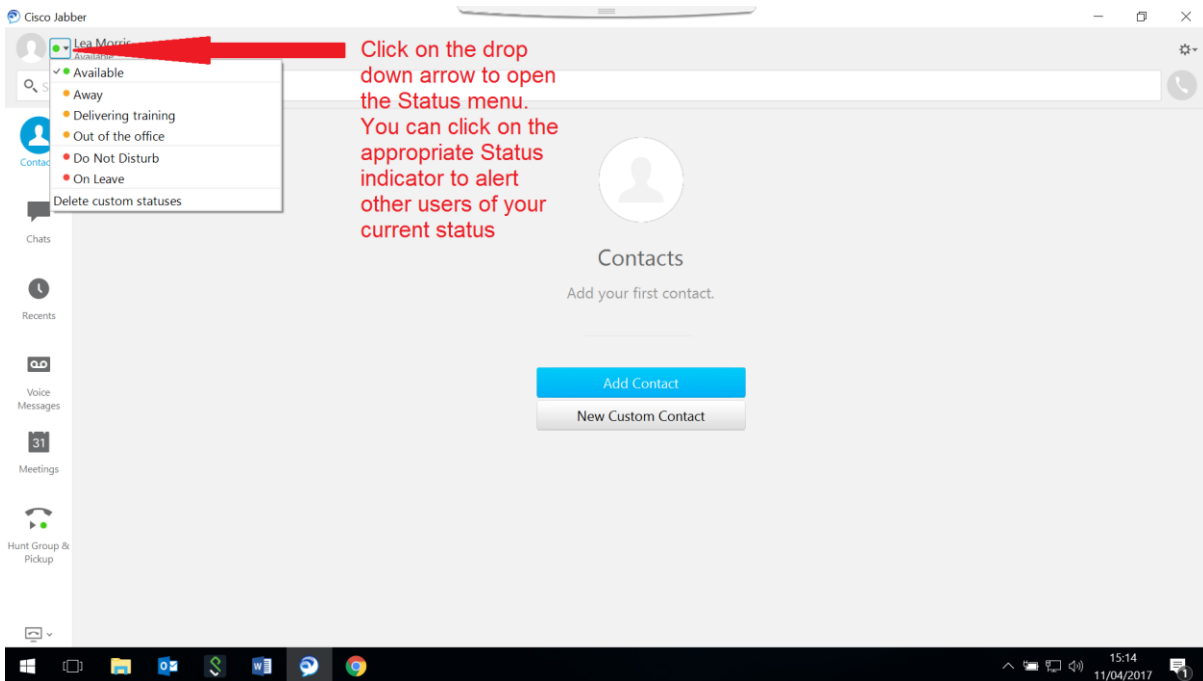 Cisco Jabber
Lea Morris
Available
Click on the drop
down arrow to open
the Status menu.
You can click on the
appropriate Status
indicator to alert
other users of your
current status
Available
Away
Delivering training
Out of the office
Do Not Disturb
On Leave
Delete custom statuses
S
Contac
Chats
Recents
Voice
Messages
31
Meetings
Hunt Group &
Pickup
Contacts
Add your first contact.
Add Contact
New Custom Contact
15:14
11/04/2017
1